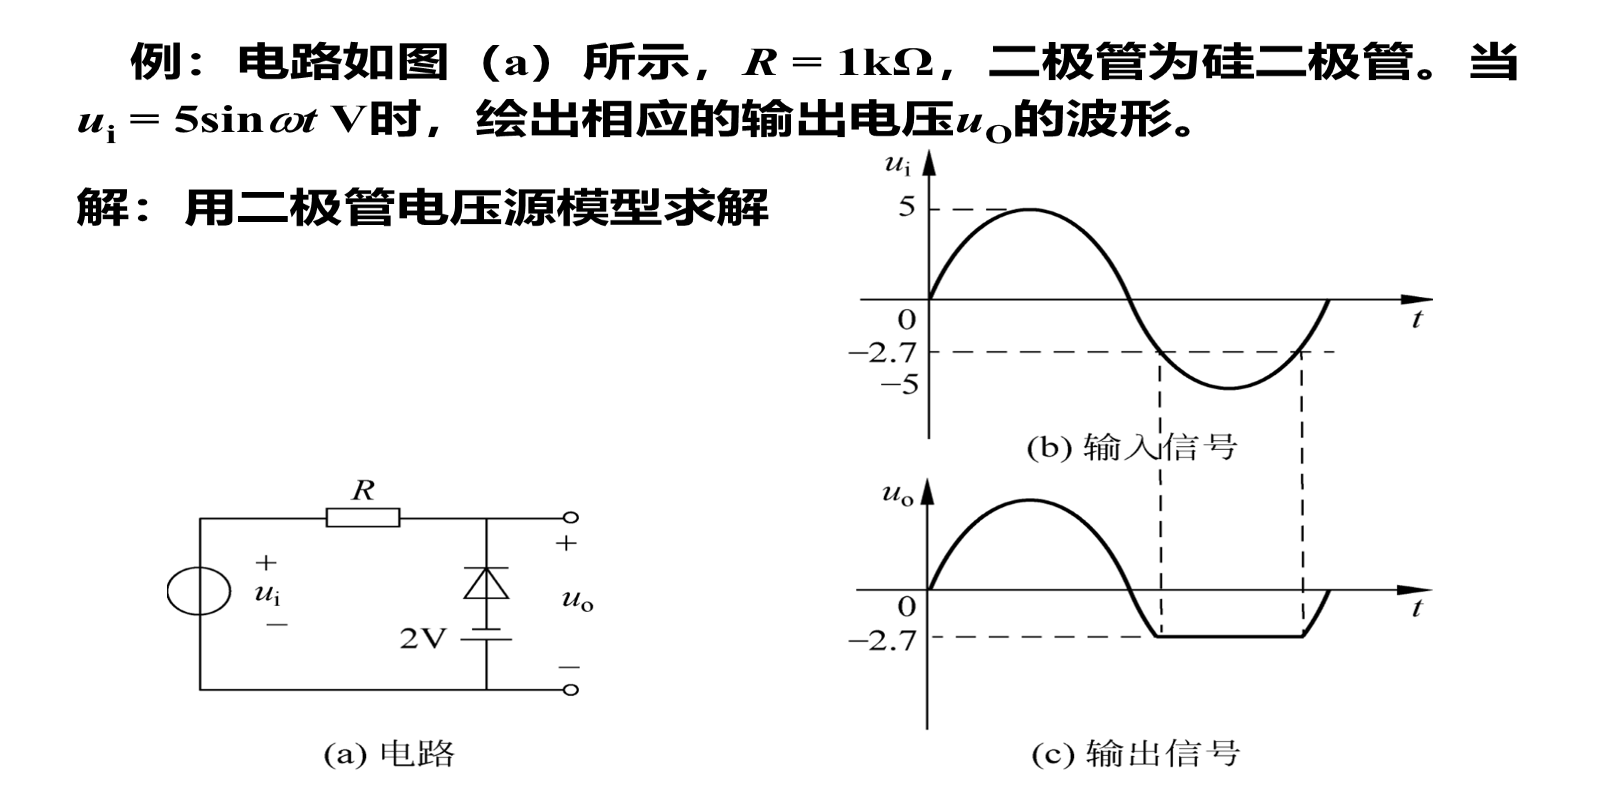 例：电路如图（a）所示，R = 1kΩ，二极管为硅二极管。当
ui = 5sinωt V时，绘出相应的输出电压uO的波形。
解：用二极管电压源模型求解
ui
5
0
t
−2.7
−5
(b) 输入信号
uo
0
t
−2.7
(c) 输出信号
R
+
+
ui
uo
−
2V
−
(a) 电路